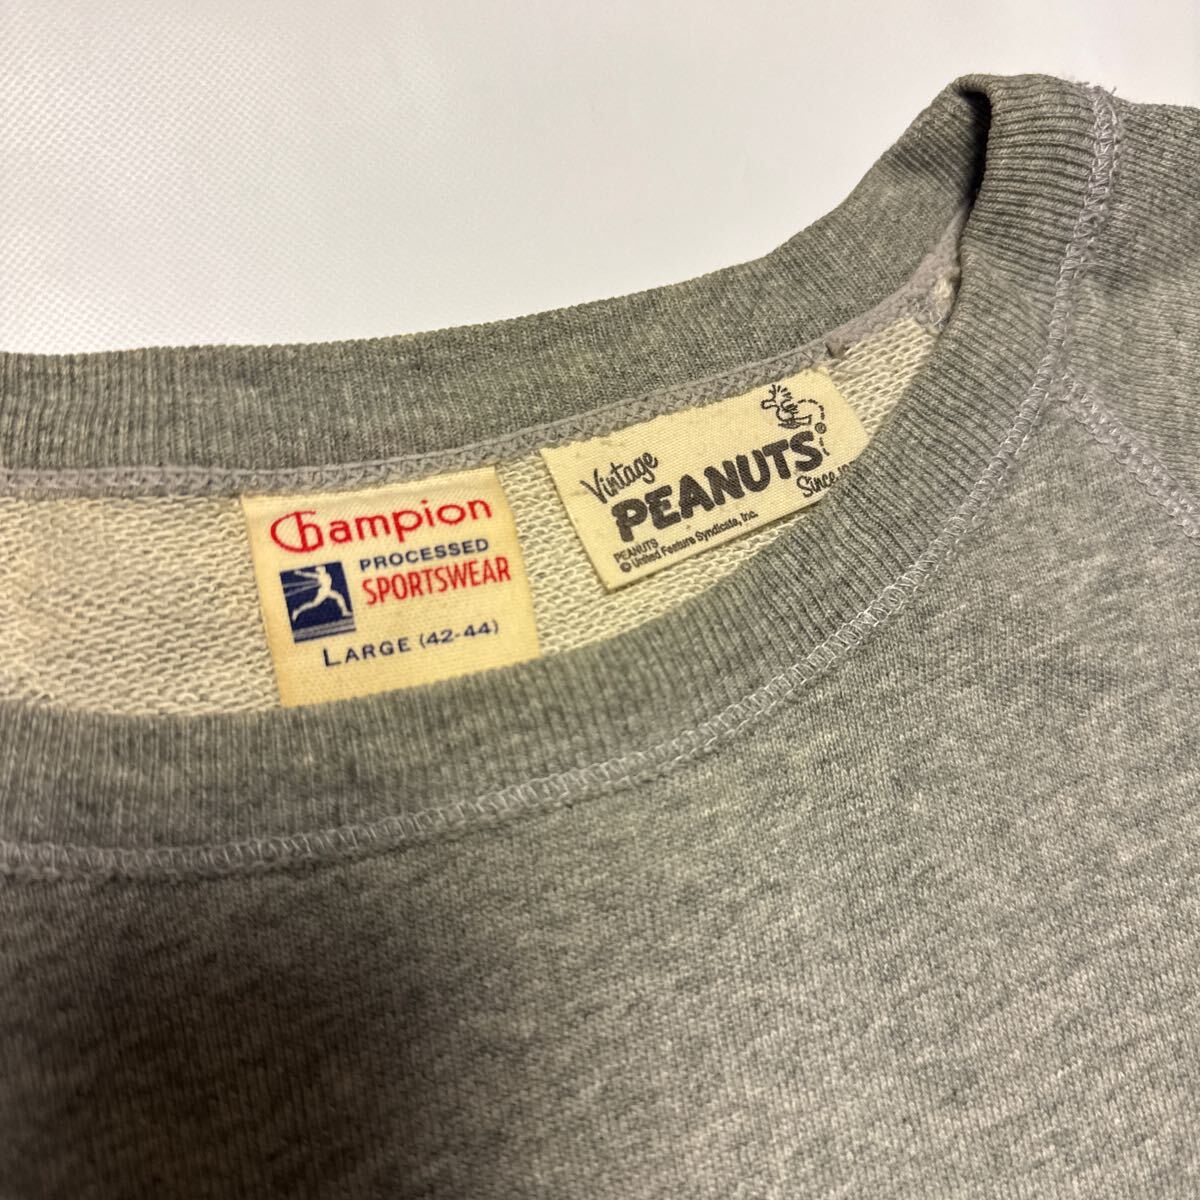 Champion
PROCESSED
SPORTSWEAR
LARGE (42-44)
Vintage
PEANUTS
Since
PEANUTS
© United Feature Syndicate, Inc.